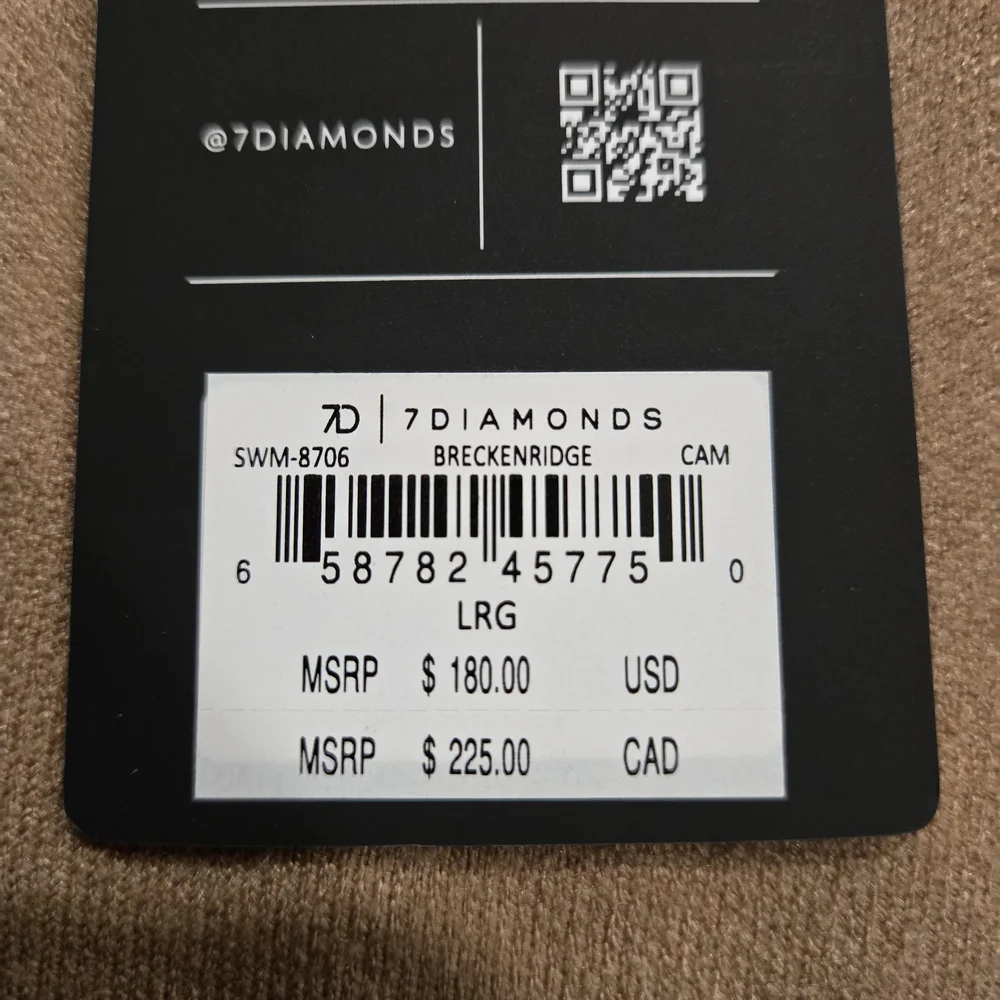 @7DIAMONDS
7D | 7DIAMONDS
SWM-8706 BRECKENRIDGE CAM
6 58782 45775 0
LRG
MSRP $ 180.00 USD
MSRP $ 225.00 CAD